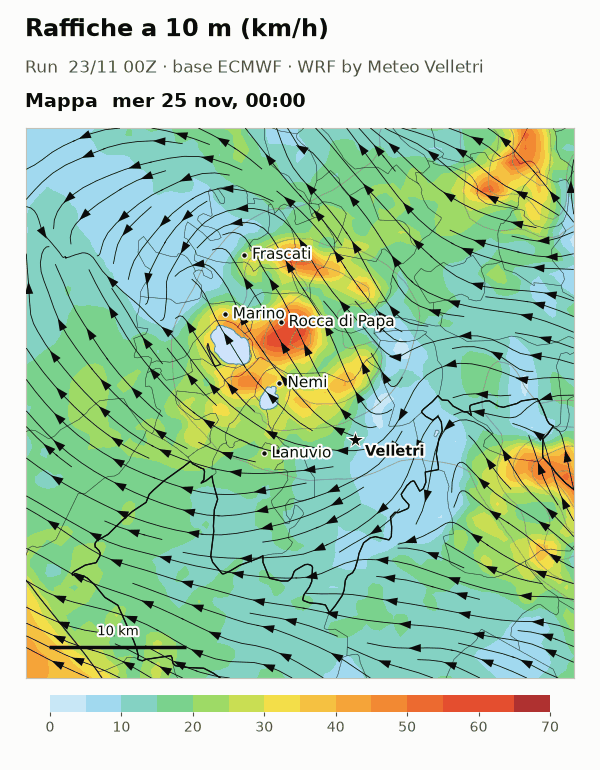 Raffiche a 10 m (km/h)
Run  23/11 00Z · base ECMWF · WRF by Meteo Velletri
Mappa  mer 25 nov, 00:00
Frascati
Marino
Rocca di Papa
Nemi
Velletri
Lanuvio
10 km
0 10 20 30 40 50 60 70